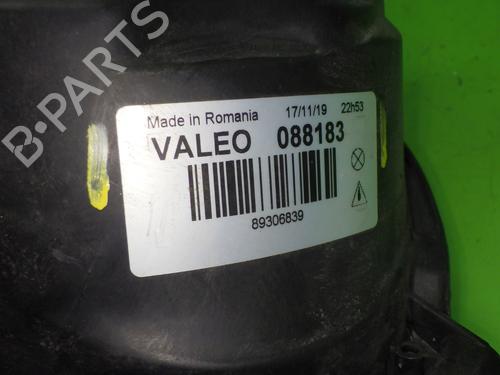 Made in Romania 17/11/19 22h53
VALEO 088183
89306839
B-PARTS